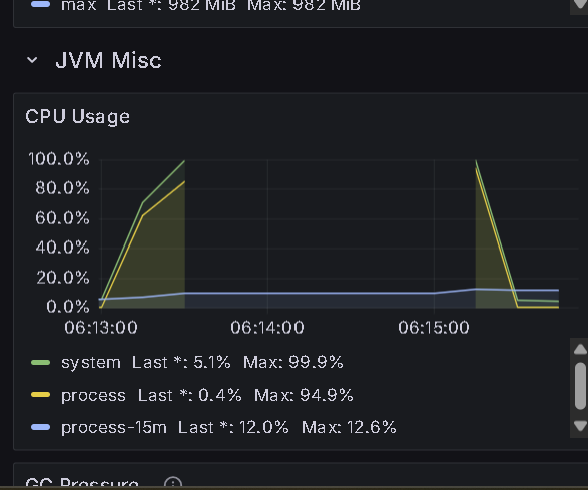 max Last *: 982 MiB Max: 982 MiB
JVM Misc
CPU Usage
100.0%
80.0%
60.0%
40.0%
20.0%
0.0%
06:13:00 06:14:00 06:15:00
system Last *: 5.1% Max: 99.9%
process Last *: 0.4% Max: 94.9%
process-15m Last *: 12.0% Max: 12.6%
GC Pressure